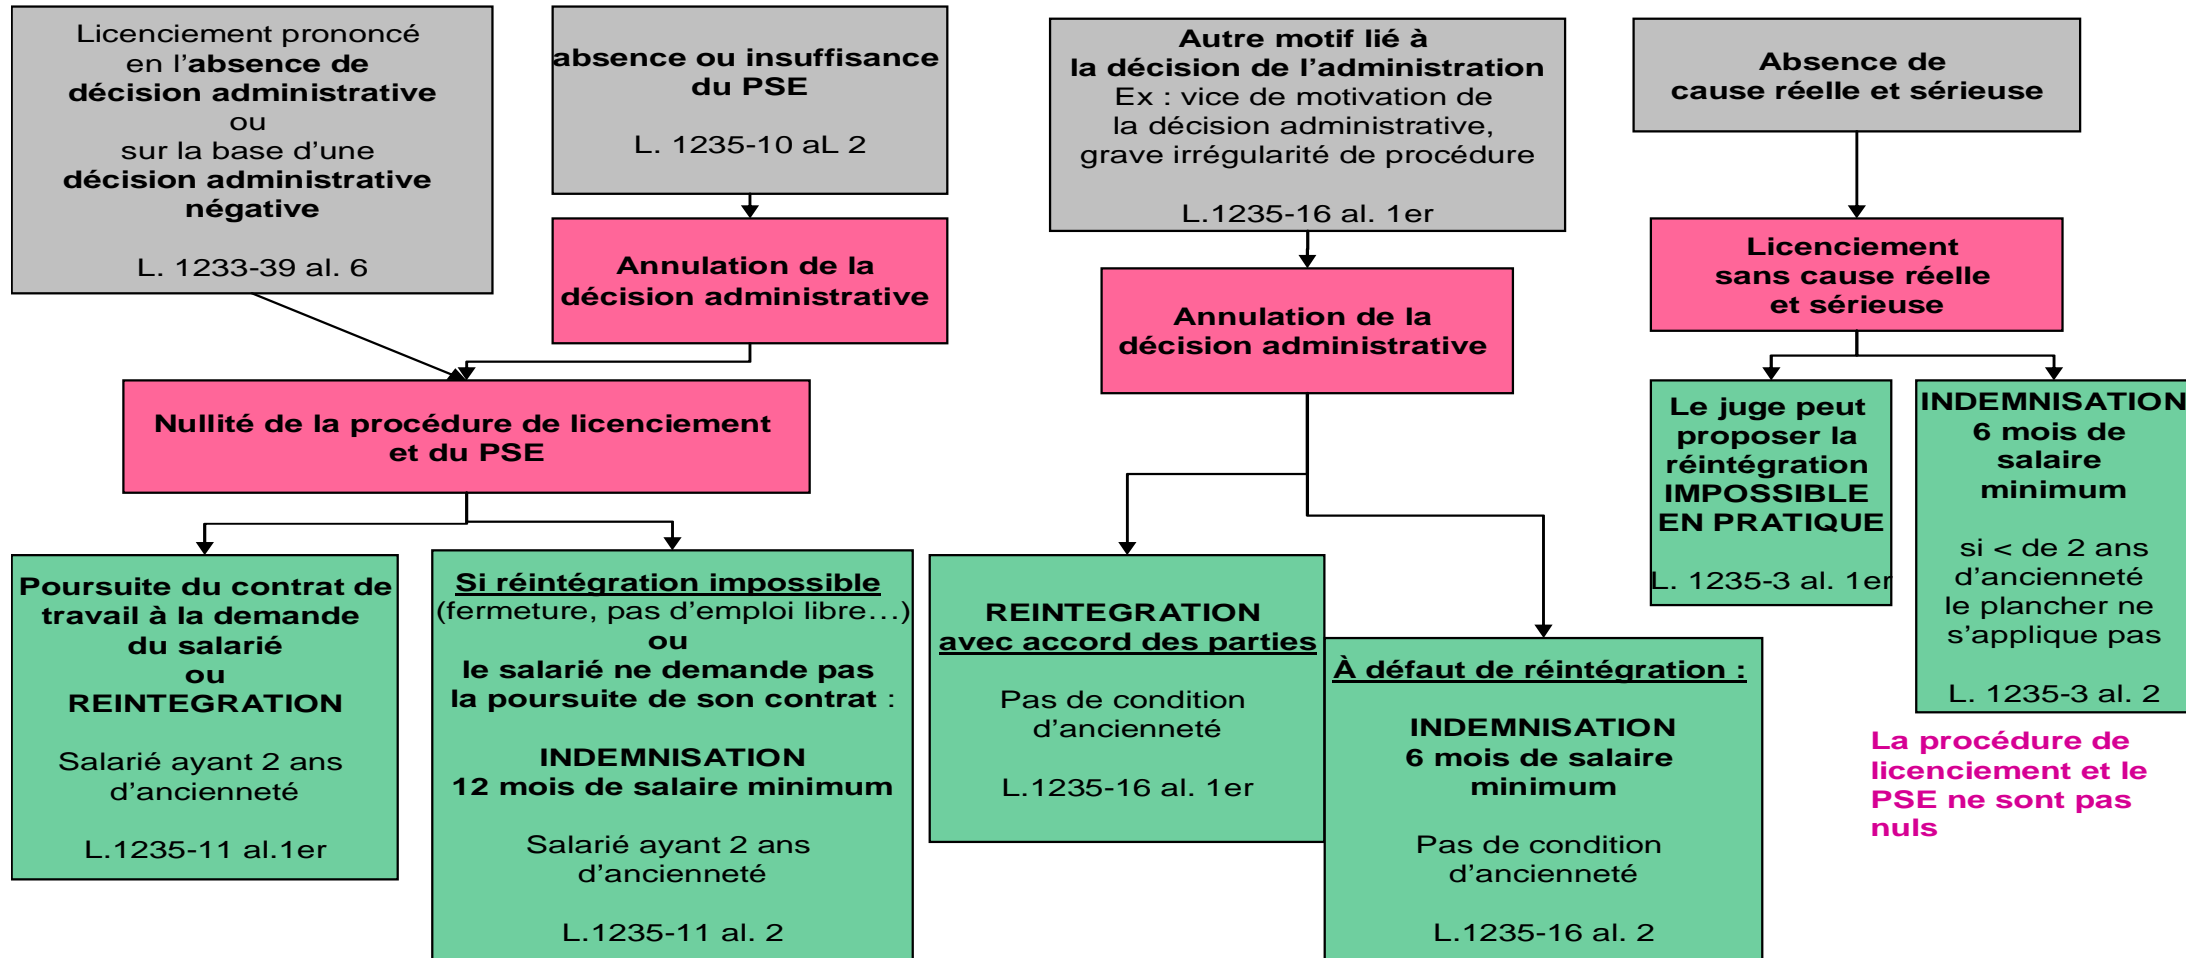 Licenciement prononcé
en l’absence de
décision administrative
ou
sur la base d’une
décision administrative
négative
L. 1233-39 al. 6
absence ou insuffisance
du PSE
L. 1235-10 aL 2
Autre motif lié à
la décision de l’administration
Ex : vice de motivation de
la décision administrative,
grave irrégularité de procédure
L.1235-16 al. 1er
Absence de
cause réelle et sérieuse
Annulation de la
décision administrative
Annulation de la
décision administrative
Licenciement
sans cause réelle
et sérieuse
Nullité de la procédure de licenciement
et du PSE
Le juge peut
proposer la
réintégration
IMPOSSIBLE
EN PRATIQUE
L. 1235-3 al. 1er
INDEMNISATION
6 mois de
salaire
minimum
si < de 2 ans
d’ancienneté
le plancher ne
s’applique pas
L. 1235-3 al. 2
Poursuite du contrat de
travail à la demande
du salarié
ou
REINTEGRATION
Salarié ayant 2 ans
d’ancienneté
L.1235-11 al.1er
Si réintégration impossible
(fermeture, pas d’emploi libre…)
ou
le salarié ne demande pas
la poursuite de son contrat :
INDEMNISATION
12 mois de salaire minimum
Salarié ayant 2 ans
d’ancienneté
L.1235-11 al. 2
REINTEGRATION
avec accord des parties
Pas de condition
d’ancienneté
L.1235-16 al. 1er
À défaut de réintégration :
INDEMNISATION
6 mois de salaire
minimum
Pas de condition
d’ancienneté
L.1235-16 al. 2
La procédure de
licenciement et le
PSE ne sont pas
nuls